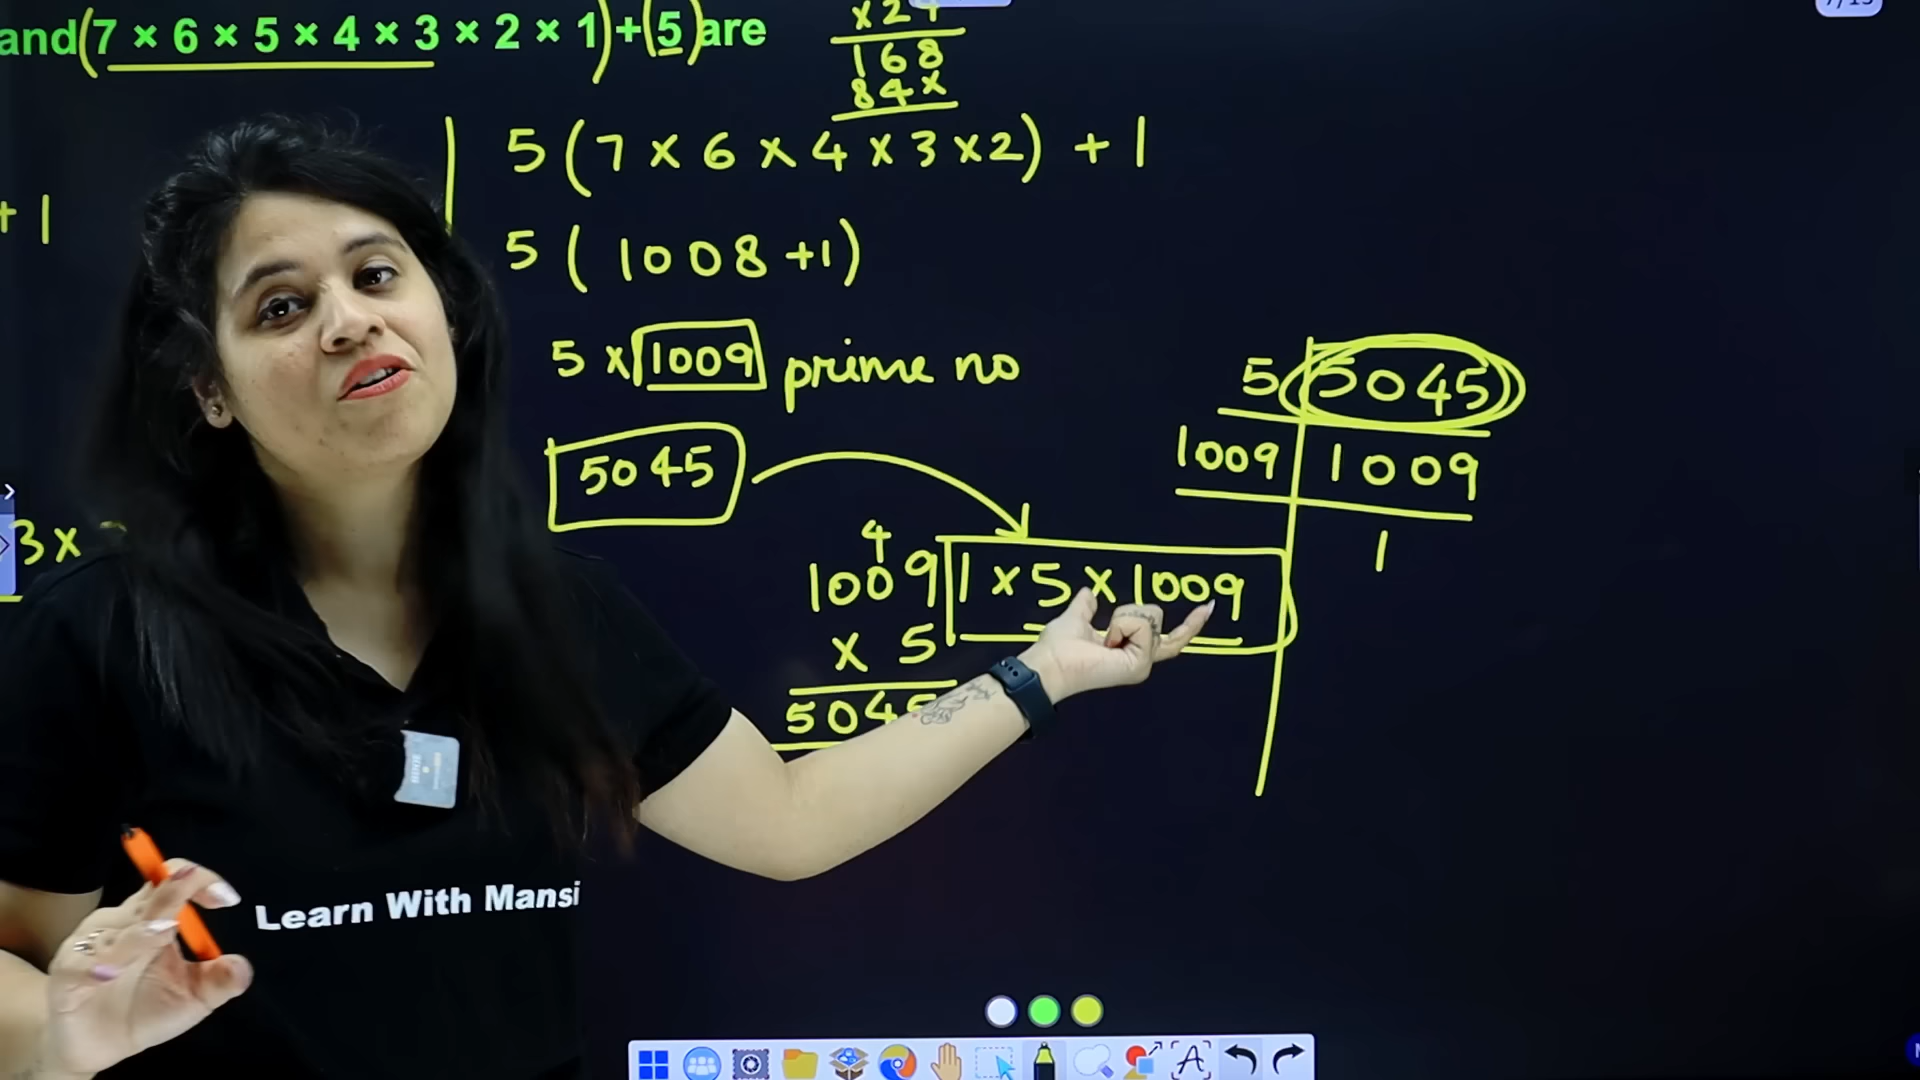 and(7 × 6 × 5 × 4 × 3 × 2 × 1)+(5)are
168
84x
5 (7 x 6 x 4 x 3 x 2) + 1
+ 1
5 ( 1008 +1)
5 x 1009 prime no
5045
5 5045
1009 1009
1
3 x
4
1009
x 5
5045
1 x 5 x 1009
Learn With Mansi